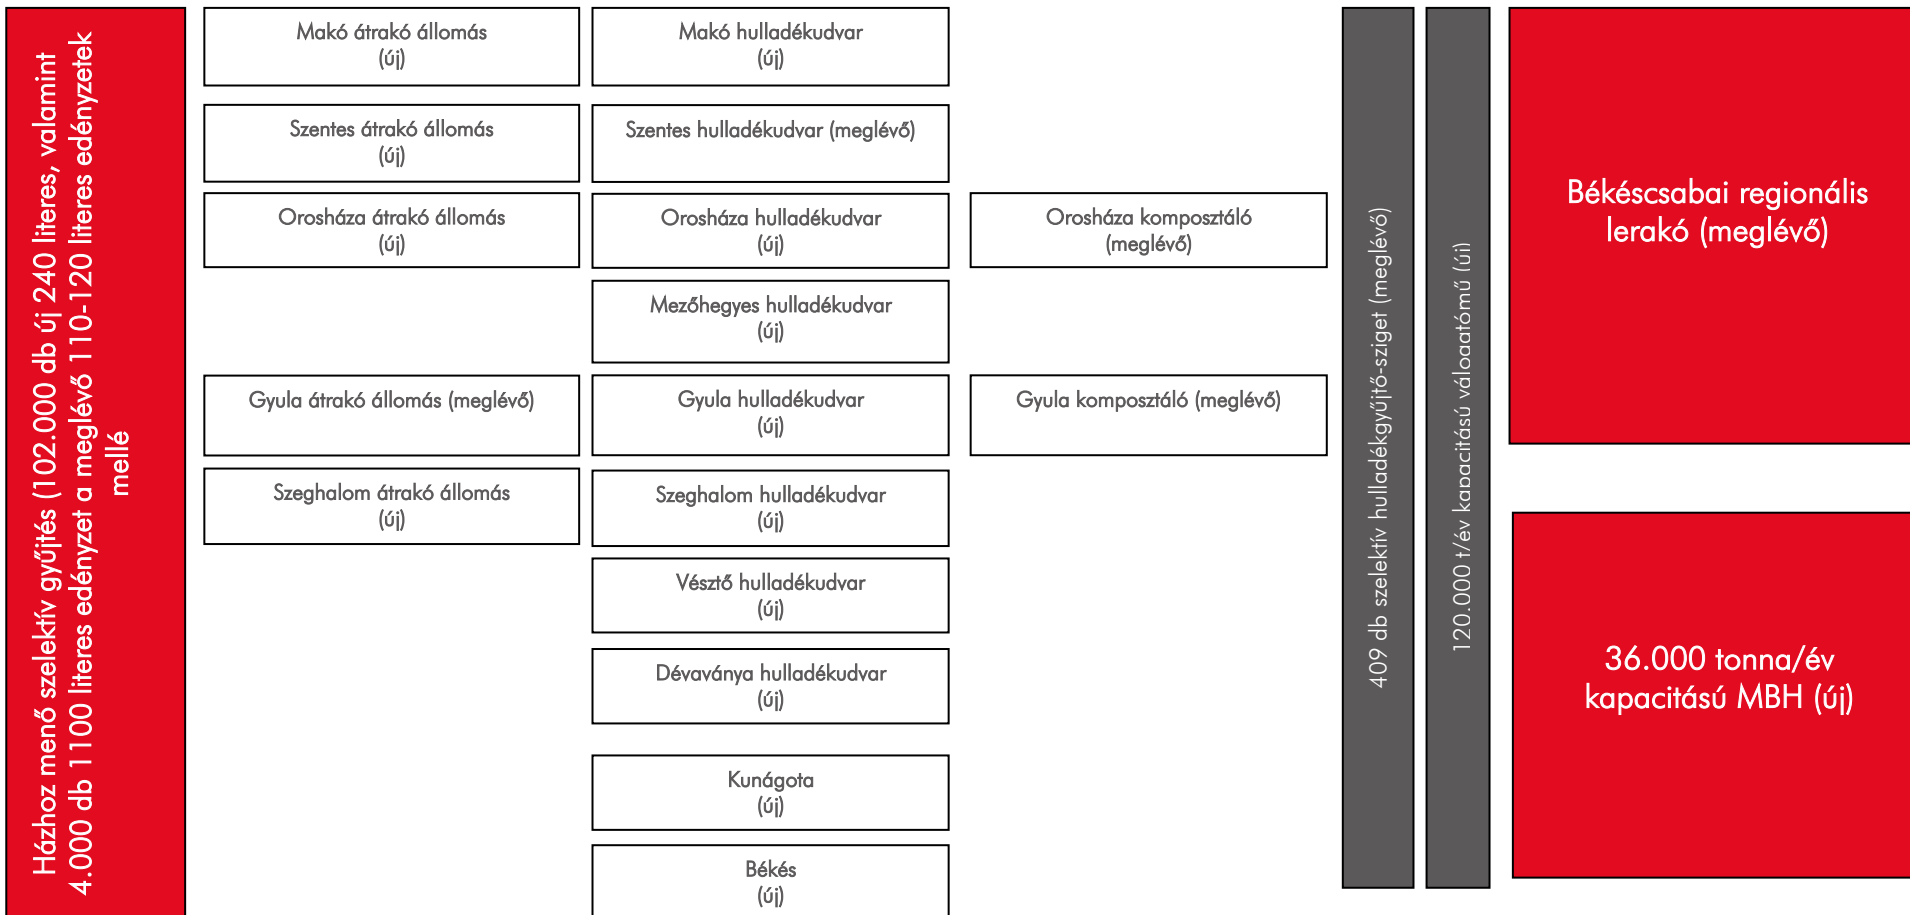 Házhoz menő szelektív gyűjtés (102.000 db új 240 literes, valamint
4.000 db 1100 literes edényzet a meglévő 110-120 literes edényzetek
mellé
Makó átrakó állomás
(új)
Szentes átrakó állomás
(új)
Orosháza átrakó állomás
(új)
Gyula átrakó állomás (meglévő)
Szeghalom átrakó állomás
(új)
Makó hulladékudvar
(új)
Szentes hulladékudvar (meglévő)
Orosháza hulladékudvar
(új)
Mezőhegyes hulladékudvar
(új)
Gyula hulladékudvar
(új)
Szeghalom hulladékudvar
(új)
Vésztő hulladékudvar
(új)
Dévaványa hulladékudvar
(új)
Kunágota
(új)
Békés
(új)
Orosháza komposztáló
(meglévő)
Gyula komposztáló (meglévő)
409 db szelektív hulladékgyűjtő-sziget (meglévő)
120.000 t/év kapacitású válogatómű (új)
Békéscsabai regionális
lerakó (meglévő)
36.000 tonna/év
kapacitású MBH (új)